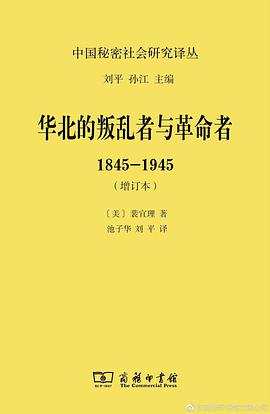 中国秘密社会研究译丛
刘平 孙江 主编
华北的叛乱者与革命者
1845-1945
（增订本）
［美］裴宜理 著
池子华 刘 平 译
商务印书馆
The Commercial Press